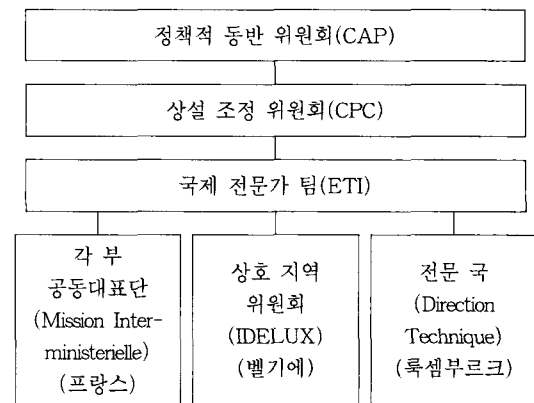 정책적 동반 위원회(CAP)
상설 조정 위원회(CPC)
국제 전문가 팀(ETI)
각 부
공동대표단
(Mission Inter-
ministerielle)
(프랑스)
상호 지역
위원회
(IDELUX)
(벨기에)
전문 국
(Direction
Technique)
(룩셈부르크)